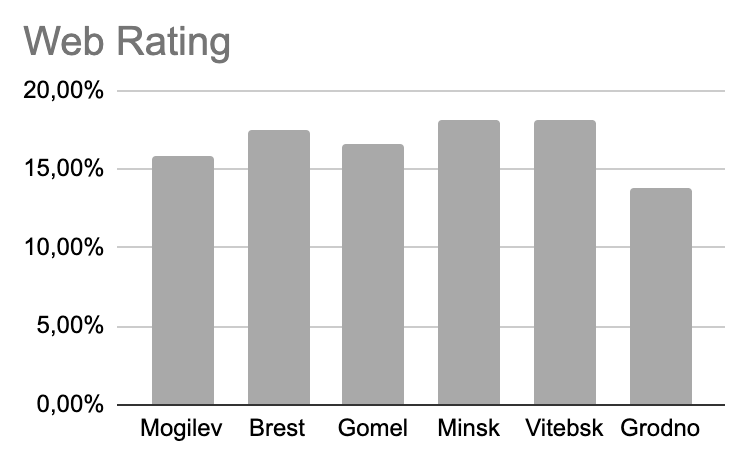 Web Rating
20,00%
15,00%
10,00%
5,00%
0,00%
Mogilev Brest Gomel Minsk Vitebsk Grodno